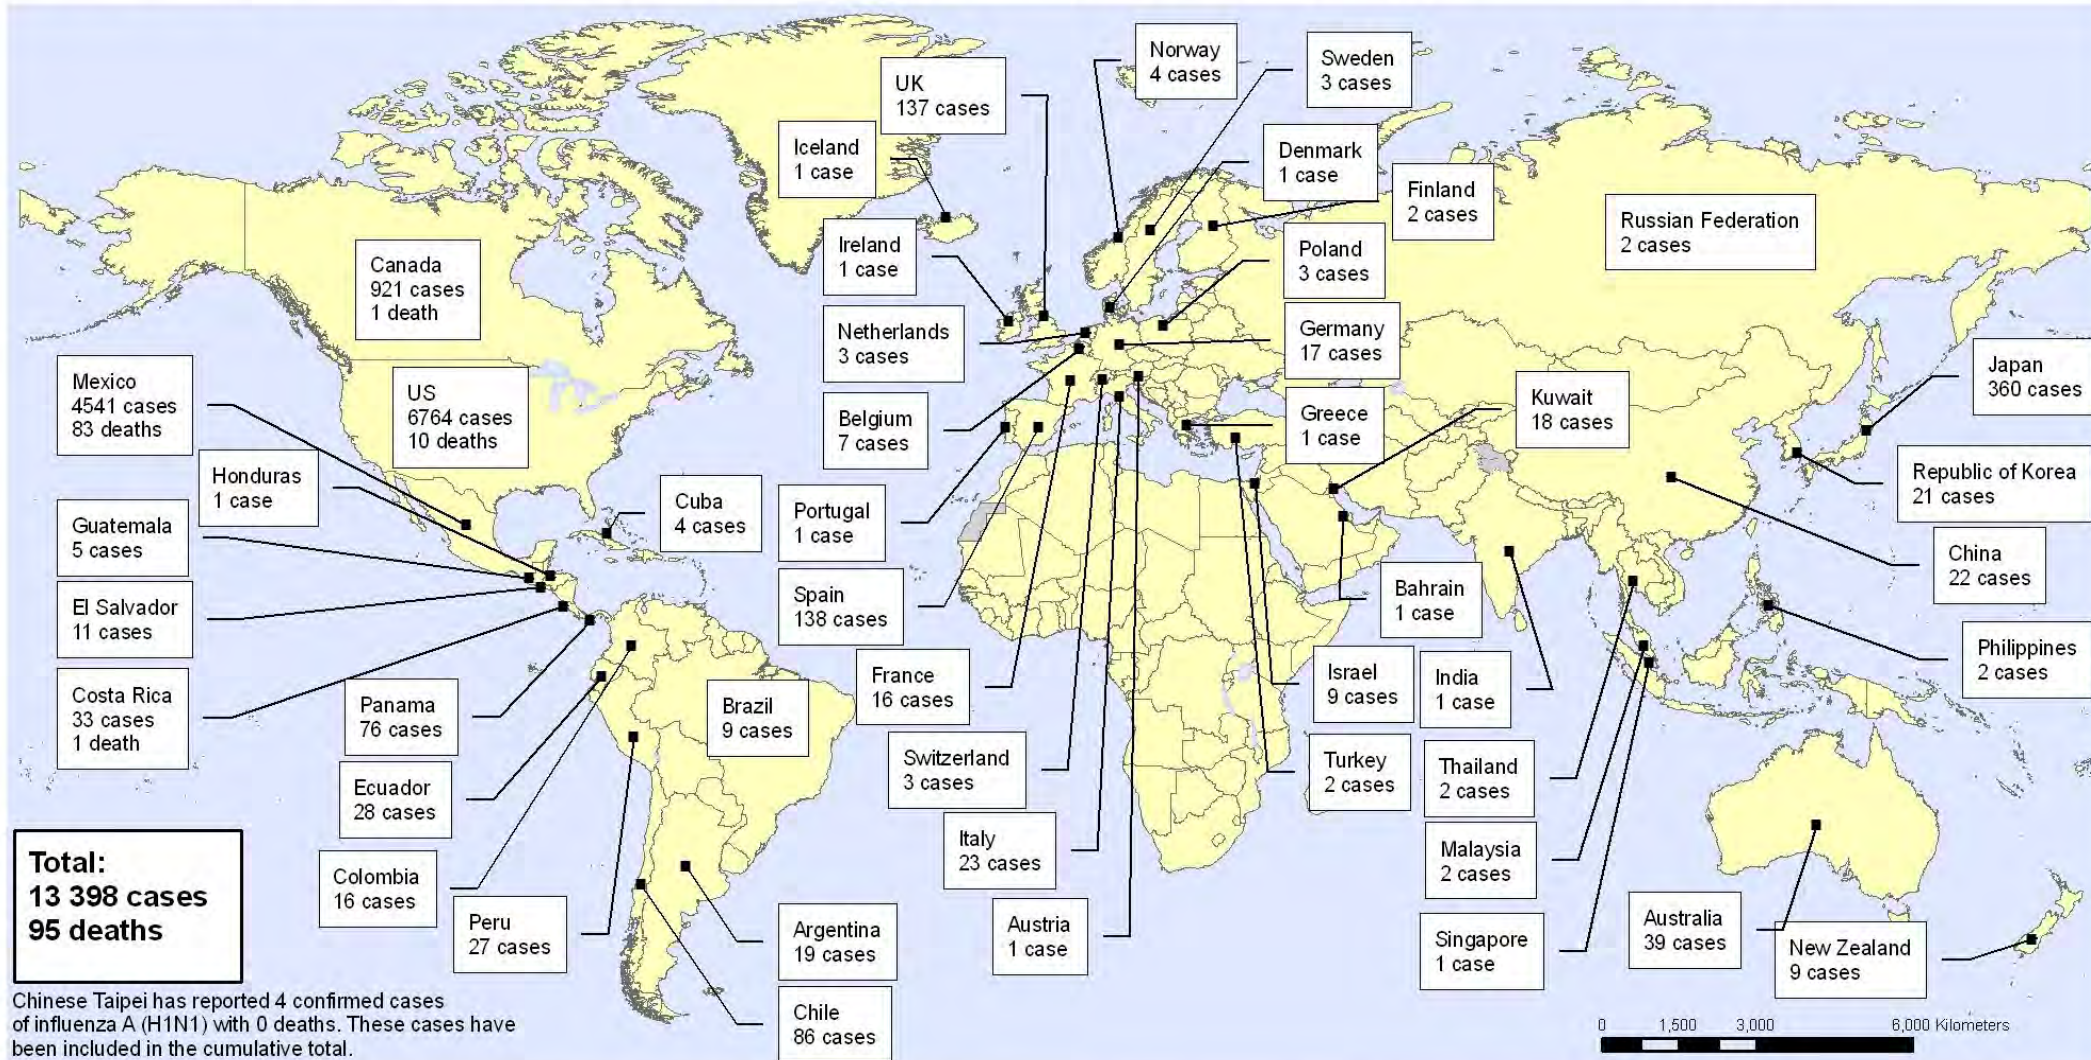 Norway
4 cases
Sweden
3 cases
UK
137 cases
Iceland
1 case
Denmark
1 case
Finland
2 cases
Russian Federation
2 cases
Ireland
1 case
Poland
3 cases
Canada
921 cases
1 death
Netherlands
3 cases
Germany
17 cases
Mexico
4541 cases
83 deaths
US
6764 cases
10 deaths
Japan
360 cases
Belgium
7 cases
Greece
1 case
Kuwait
18 cases
Honduras
1 case
Republic of Korea
21 cases
Cuba
4 cases
Portugal
1 case
Guatemala
5 cases
China
22 cases
El Salvador
11 cases
Spain
138 cases
Bahrain
1 case
Philippines
2 cases
Costa Rica
33 cases
1 death
Panama
76 cases
Brazil
9 cases
France
16 cases
Israel
9 cases
India
1 case
Ecuador
28 cases
Switzerland
3 cases
Turkey
2 cases
Thailand
2 cases
Italy
23 cases
Malaysia
2 cases
Total:
13 398 cases
95 deaths
Colombia
16 cases
Peru
27 cases
Argentina
19 cases
Austria
1 case
Singapore
1 case
Australia
39 cases
New Zealand
9 cases
Chile
86 cases
Chinese Taipei has reported 4 confirmed cases
of influenza A (H1N1) with 0 deaths. These cases have
been included in the cumulative total.
0 1,500 3,000 6,000 Kilometers